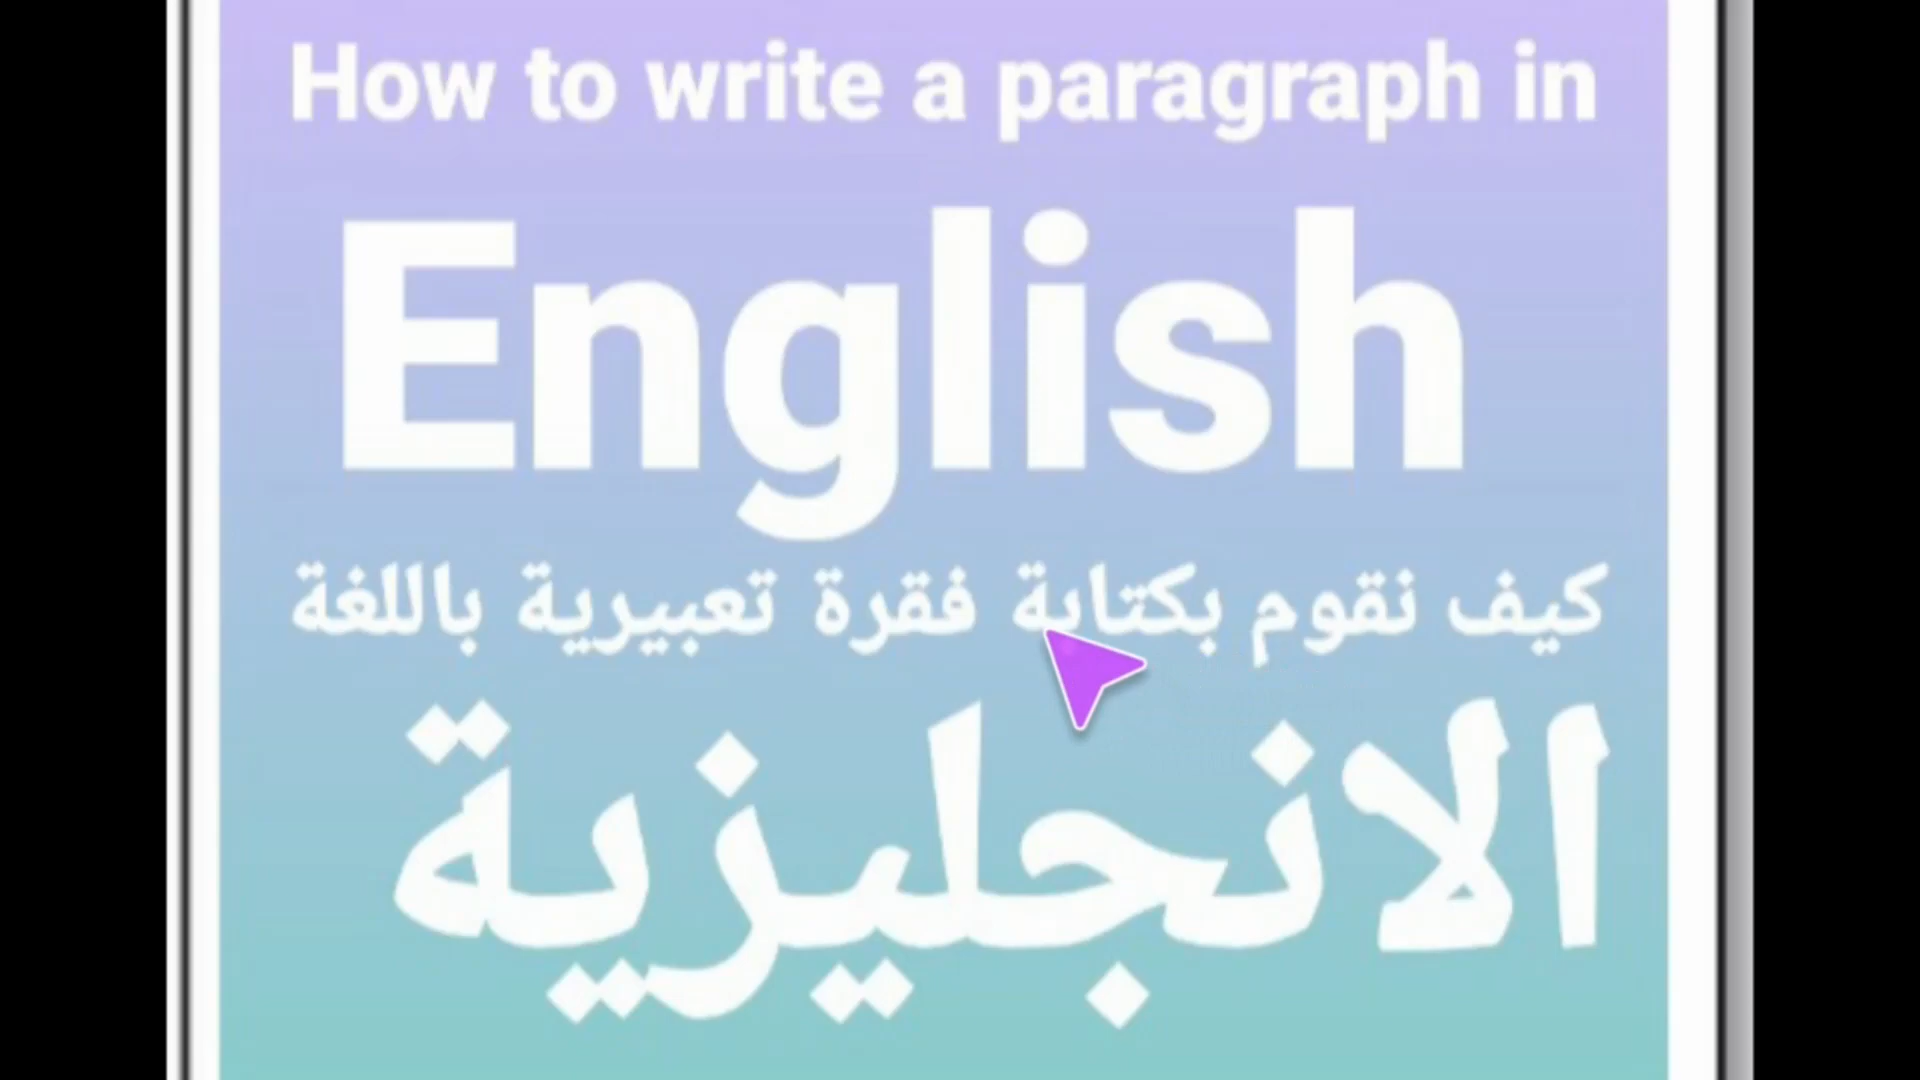 How to write a paragraph in
English
كيف نقوم بكتابة فقرة تعبيرية باللغة
الانجليزية